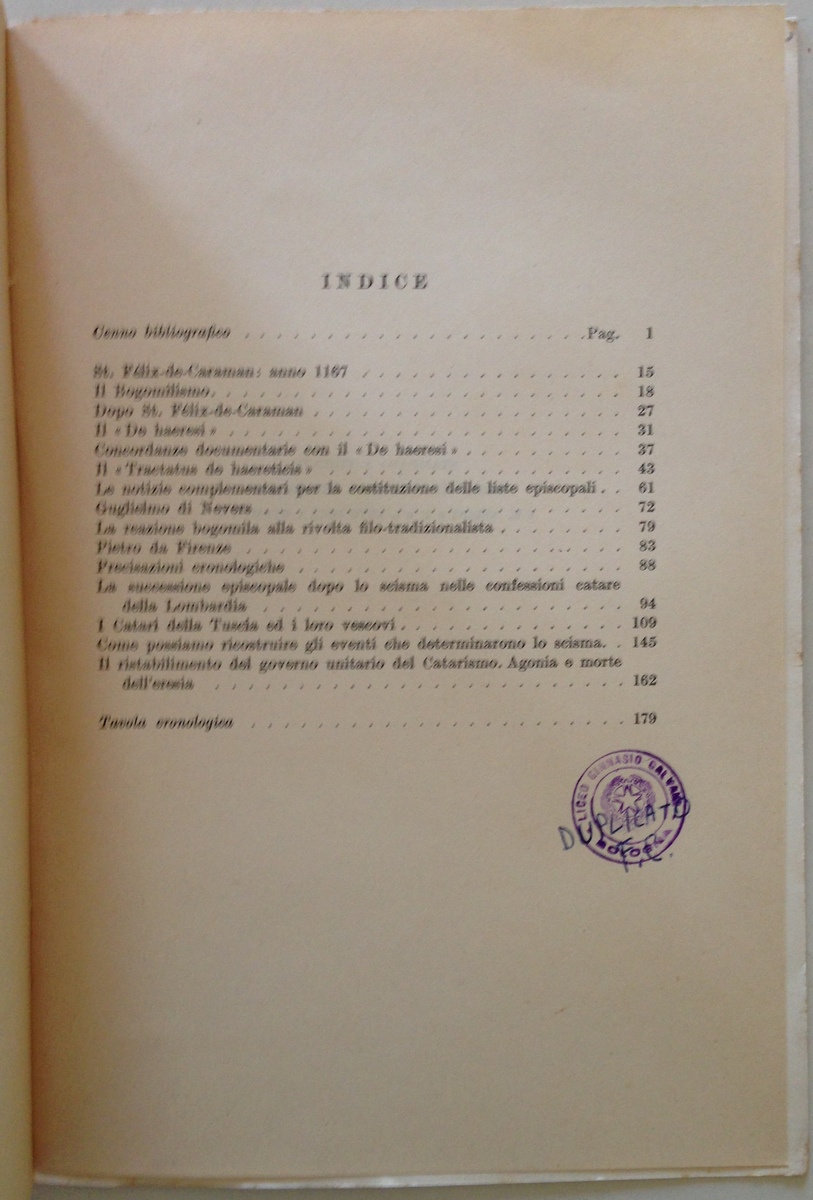 INDICE
Cenno bibliografico . . . . . . . . . . . . . . . . . . . . . . Pag. 1
St. Féliz-de-Caraman: anno 1167 . . . . . . . . . . . . . . . . 15
Il Bogomilismo. . . . . . . . . . . . . . . . . . . . . . . . 18
Dopo St. Féliz-de-Caraman . . . . . . . . . . . . . . . . . . . 27
Il « De haeresi » . . . . . . . . . . . . . . . . . . . . . . . 31
Concordanze documentarie con il « De haeresi » . . . . . . . . . 37
Il « Tractatus de haereticis » . . . . . . . . . . . . . . . . . 43
Le notizie complementari per la costituzione delle liste episcopali . . 61
Guglielmo di Nevers . . . . . . . . . . . . . . . . . . . . . . 72
La reazione bogomila alla rivolta filo-tradizionalista . . . . . . . 79
Pietro da Firenze . . . . . . . . . . . . . . . . . . . . . . . 83
Precisazioni cronologiche . . . . . . . . . . . . . . . . . . . . 88
La successione episcopale dopo lo scisma nelle confessioni catare
della Lombardia . . . . . . . . . . . . . . . . . . . . . . 94
I Catari della Tuscia ed i loro vescovi . . . . . . . . . . . . . 109
Come possiamo ricostruire gli eventi che determinarono lo scisma. . 145
Il ristabilimento del governo unitario del Catarismo. Agonia e morte
dell'eresia . . . . . . . . . . . . . . . . . . . . . . . . 162
Tavola cronologica . . . . . . . . . . . . . . . . . . . . . . 179
LICEO GINNASIO GALVANI
BOLOGNA
DUPLICATO